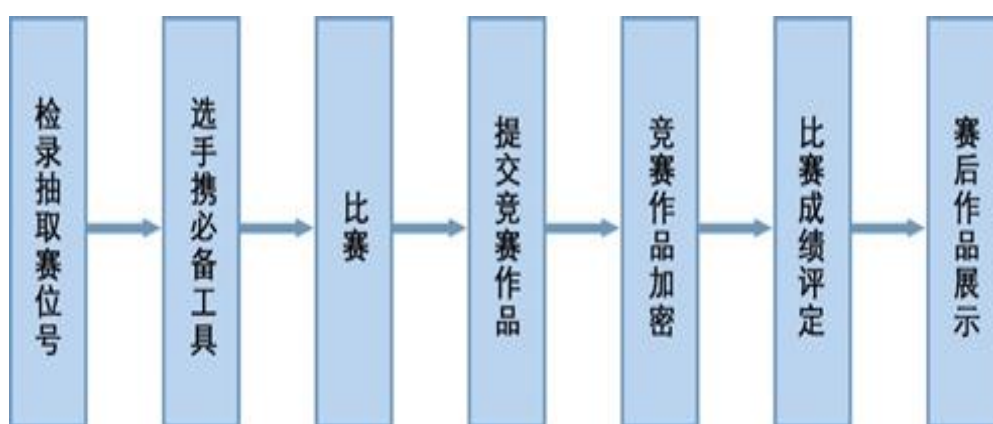 检录抽取赛位号
选手携必备工具
比赛
提交竞赛作品
竞赛作品加密
比赛成绩评定
赛后作品展示